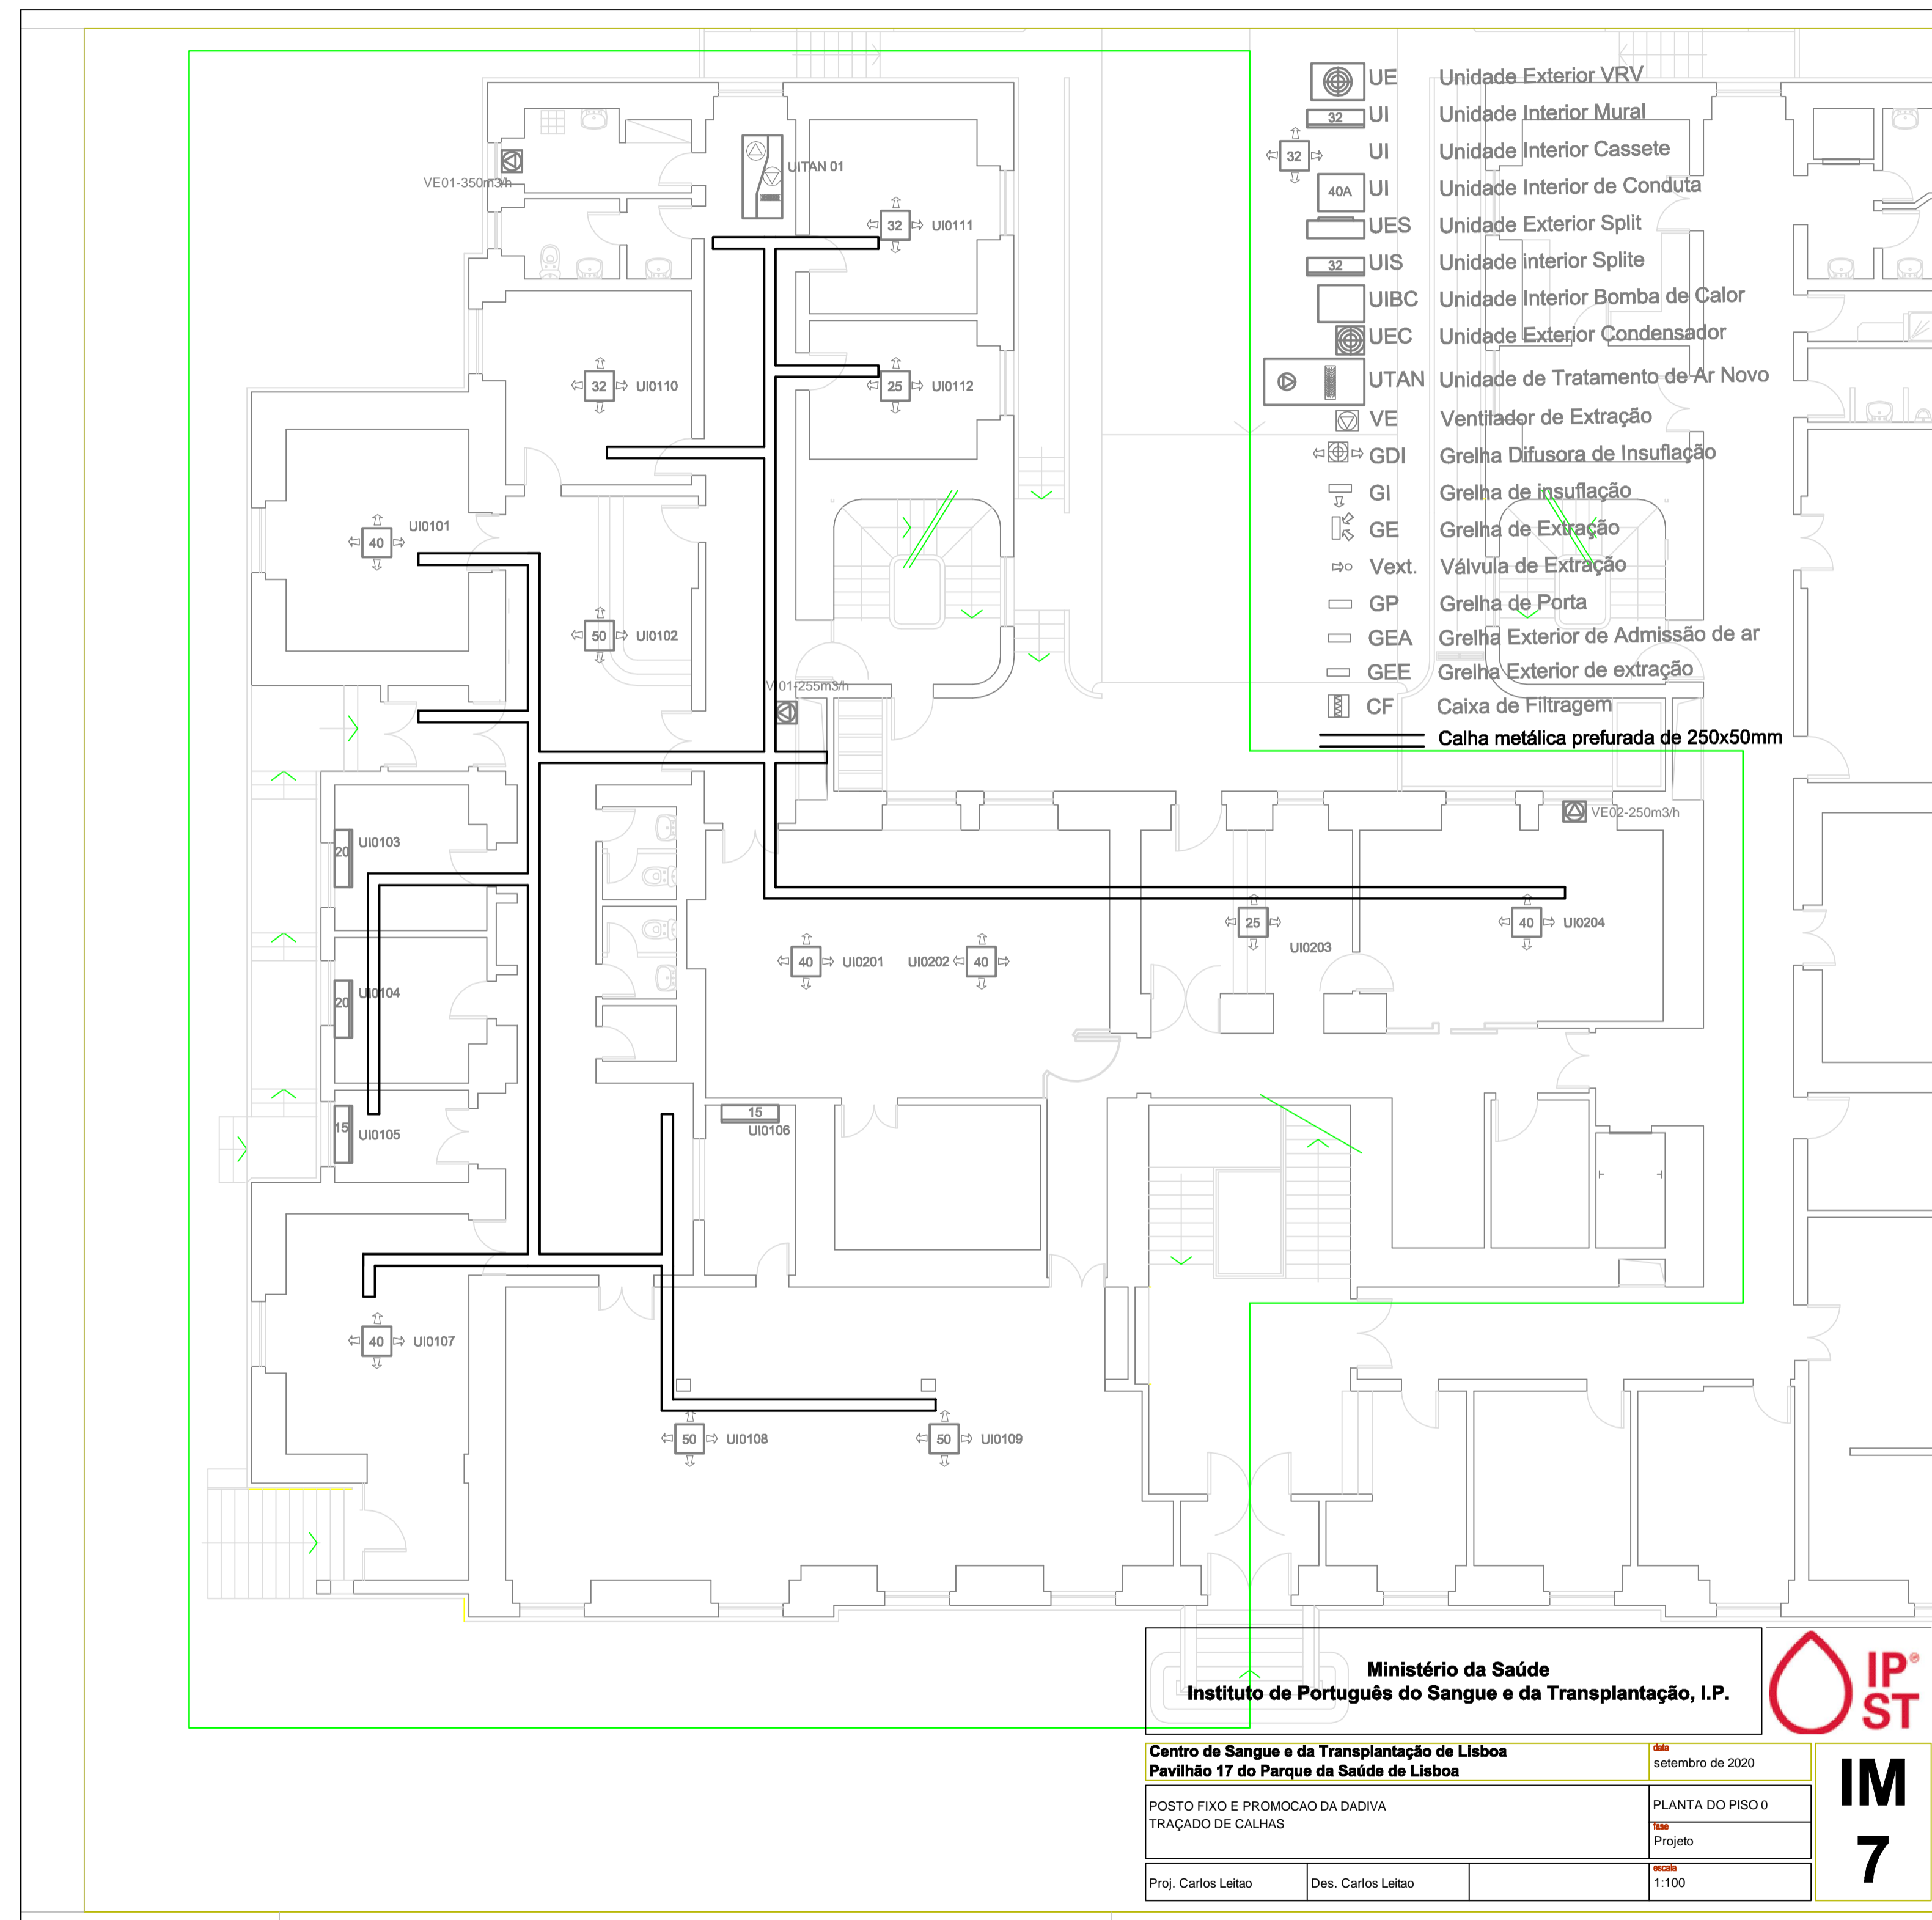 UE Unidade Exterior VRV
32 UI Unidade Interior Mural
32 UI Unidade Interior Cassete
40A UI Unidade Interior de Conduta
UES Unidade Exterior Split
32 UIS Unidade interior Splite
UIBC Unidade Interior Bomba de Calor
UEC Unidade Exterior Condensador
UTAN Unidade de Tratamento de Ar Novo
VE Ventilador de Extração
GDI Grelha Difusora de Insuflação
GI Grelha de insuflação
GE Grelha de Extração
Vext. Válvula de Extração
GP Grelha de Porta
GEA Grelha Exterior de Admissão de ar
GEE Grelha Exterior de extração
CF Caixa de Filtragem
Calha metálica prefurada de 250x50mm
VE01-350m3/h
UITAN 01
32 UI0111
32 UI0110
25 UI0112
40 UI0101
50 UI0102
VI01-255m3/h
VE02-250m3/h
20 UI0103
20 UI0104
15 UI0105
40 UI0201
UI0202 40
25 UI0203
40 UI0204
15
UI0106
40 UI0107
50 UI0108
50 UI0109
Ministério da Saúde
Instituto de Português do Sangue e da Transplantação, I.P.
IP
ST
Centro de Sangue e da Transplantação de Lisboa
Pavilhão 17 do Parque da Saúde de Lisboa
data
setembro de 2020
POSTO FIXO E PROMOCAO DA DADIVA
TRAÇADO DE CALHAS
PLANTA DO PISO 0
fase
Projeto
Proj. Carlos Leitao
Des. Carlos Leitao
escala
1:100
IM
7